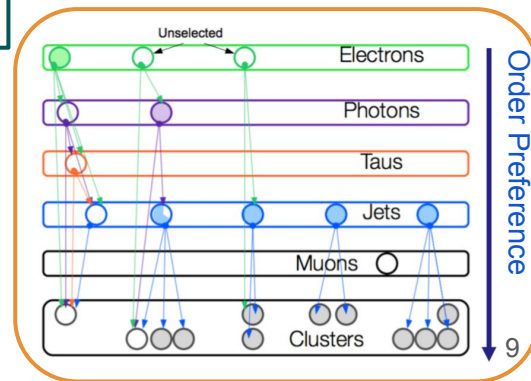 Unselected
Electrons
Photons
Taus
Jets
Muons
Clusters
Order Preference
9